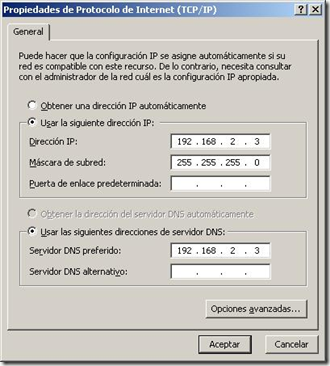 Propiedades de Protocolo de Internet (TCP/IP)
General
Puede hacer que la configuración IP se asigne automáticamente si su
red es compatible con este recurso. De lo contrario, necesita consultar
con el administrador de la red cuál es la configuración IP apropiada.
Obtener una dirección IP automáticamente
Usar la siguiente dirección IP:
Dirección IP: 192 . 168 . 2 . 3
Máscara de subred: 255 . 255 . 255 . 0
Puerta de enlace predeterminada: . . .
Obtener la dirección del servidor DNS automáticamente
Usar las siguientes direcciones de servidor DNS:
Servidor DNS preferido: 192 . 168 . 2 . 3
Servidor DNS alternativo: . . .
Opciones avanzadas...
Aceptar
Cancelar